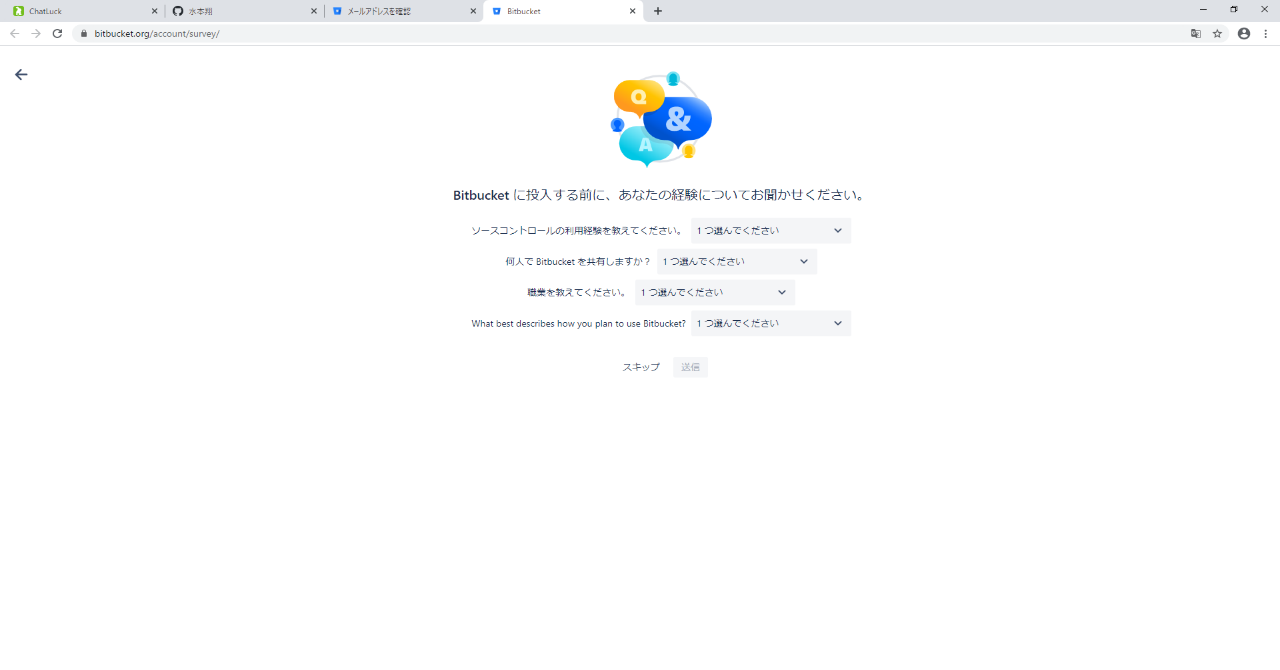 ChatLuck
水本翔
メールアドレスを確認
Bitbucket
bitbucket.org/account/survey/
Q
&
A
Bitbucket に投入する前に、あなたの経験についてお聞かせください。
ソースコントロールの利用経験を教えてください。 1 つ選んでください
何人で Bitbucket を共有しますか？ 1 つ選んでください
職業を教えてください。 1 つ選んでください
What best describes how you plan to use Bitbucket? 1 つ選んでください
スキップ 送信